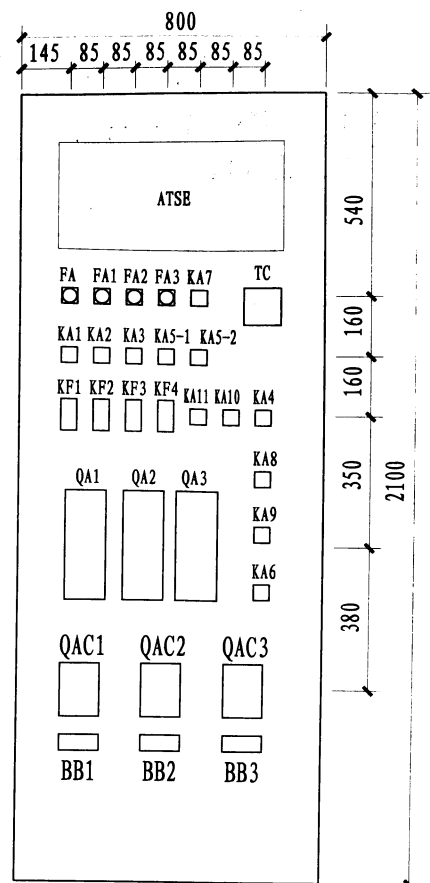 800
145 85 85 85 85 85 85
ATSE
540
FA FA1 FA2 FA3 KA7 TC
160
KA1 KA2 KA3 KA5-1 KA5-2
160
KF1 KF2 KF3 KF4 KA11 KA10 KA4
350
2100
KA8
QA1 QA2 QA3
KA9
KA6
380
QAC1 QAC2 QAC3
BB1 BB2 BB3